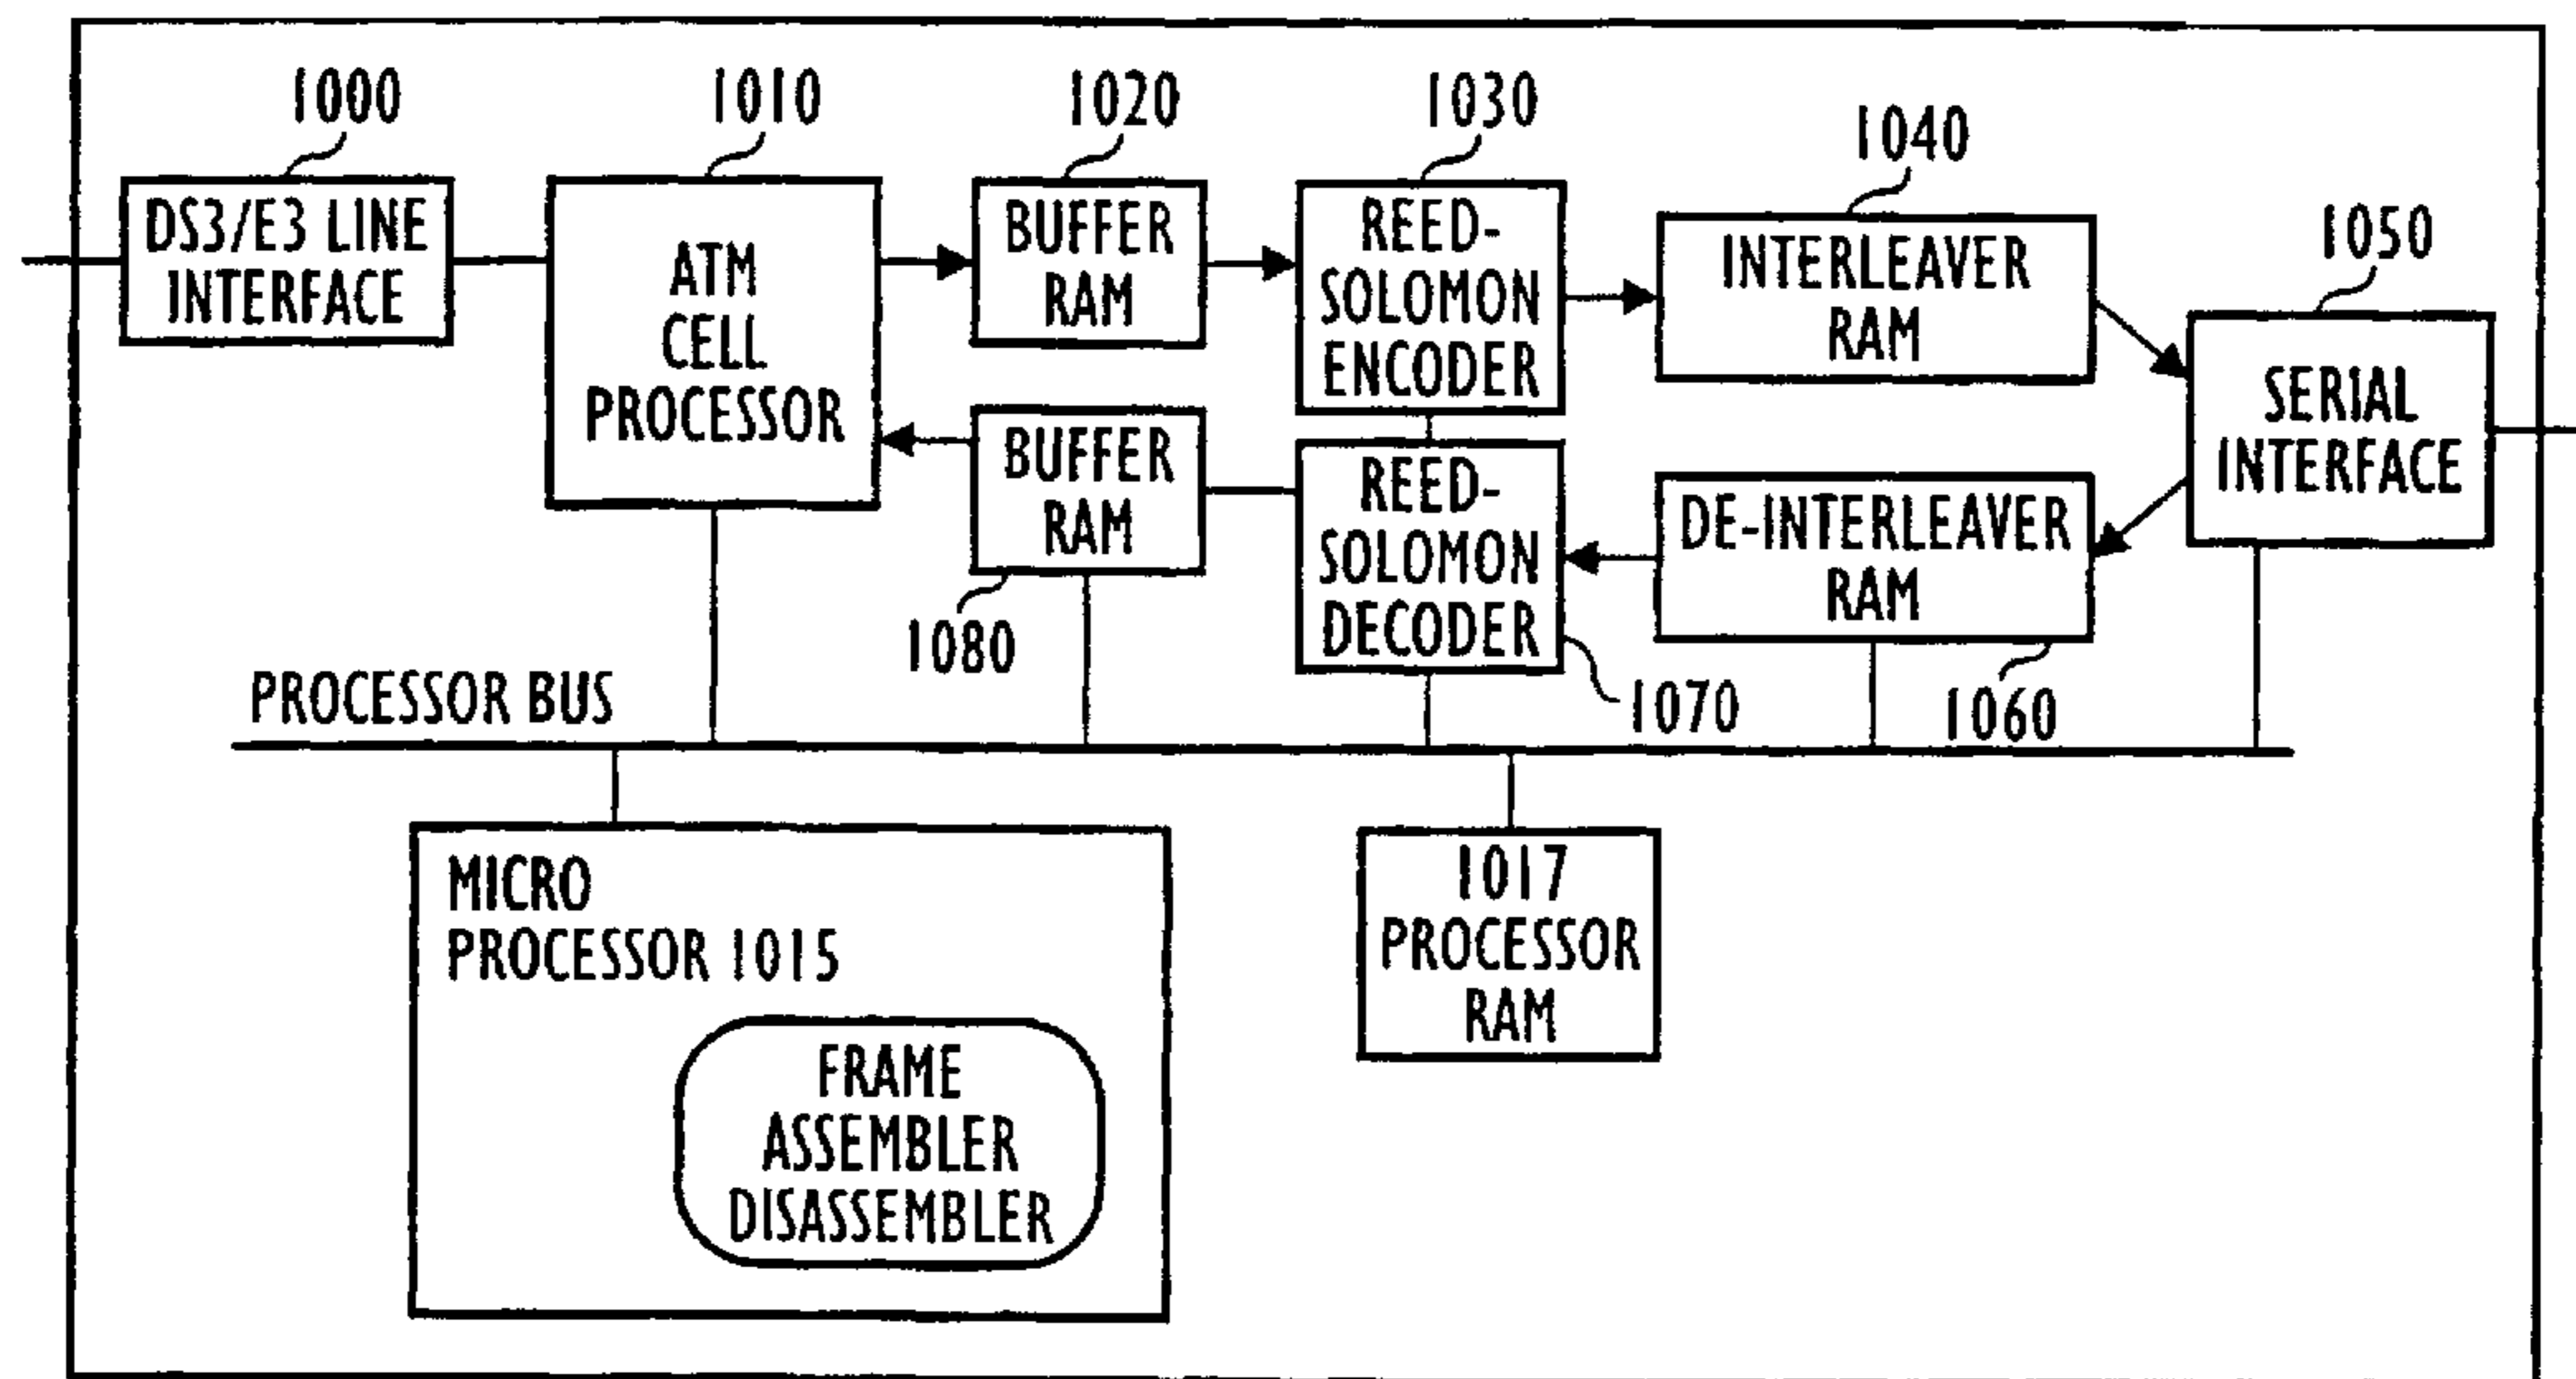 1000
1010
1020
1030
1040
1050
DS3/E3 LINE
INTERFACE
ATM
CELL
PROCESSOR
BUFFER
RAM
REED-
SOLOMON
ENCODER
INTERLEAVER
RAM
SERIAL
INTERFACE
BUFFER
RAM
REED-
SOLOMON
DECODER
DE-INTERLEAVER
RAM
1080
1070
1060
PROCESSOR BUS
MICRO
PROCESSOR 1015
FRAME
ASSEMBLER
DISASSEMBLER
1017
PROCESSOR
RAM